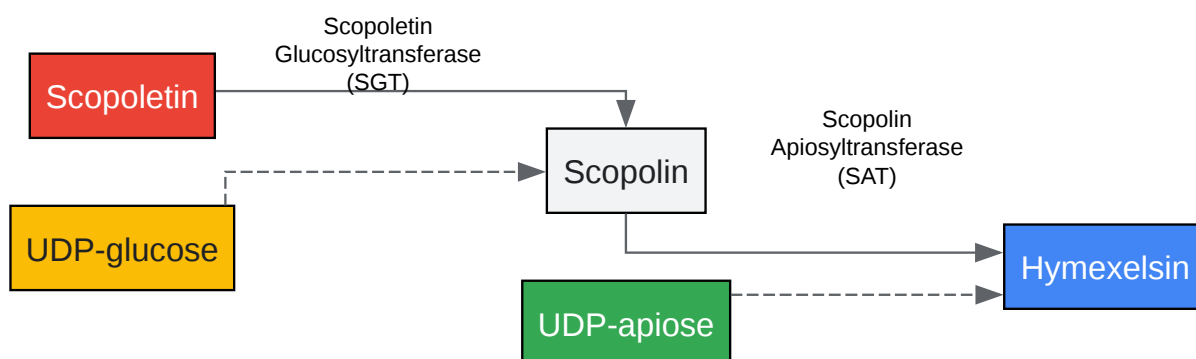 Scopoletin
Glucosyltransferase
(SGT)
Scopoletin
Scopolin
Scopolin
Apiosyltransferase
(SAT)
UDP-glucose
Hymexelsin
UDP-apiose